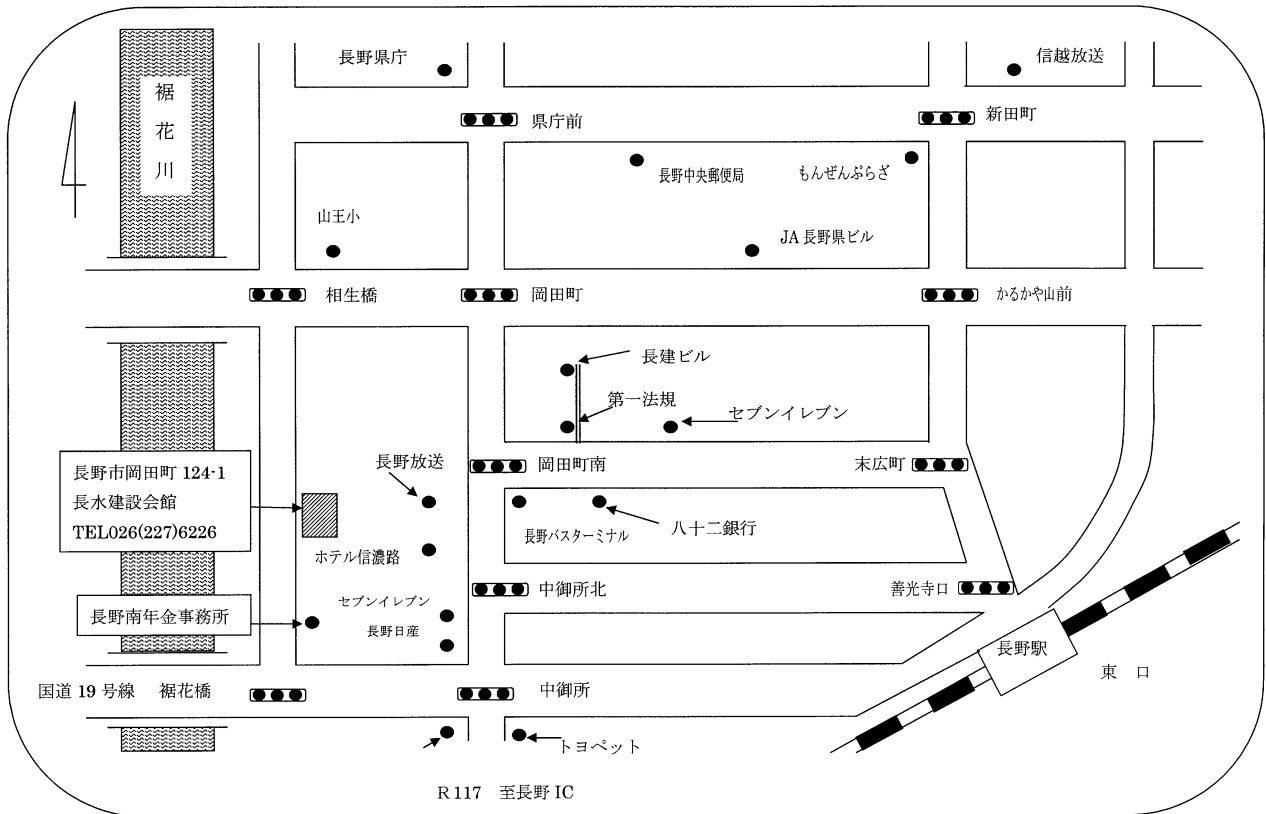 長野県庁
信越放送
裾花川
県庁前
新田町
長野中央郵便局
もんぜんぷらざ
山王小
JA長野県ビル
相生橋
岡田町
かるかや山前
長建ビル
第一法規
セブンイレブン
長野放送
岡田町南
末広町
長野市岡田町 124-1
長水建設会館
TEL026(227)6226
長野バスターミナル
八十二銀行
ホテル信濃路
中御所北
善光寺口
セブンイレブン
長野南年金事務所
長野日産
長野駅
東 口
国道 19 号線 裾花橋
中御所
トヨペット
R117 至長野 IC